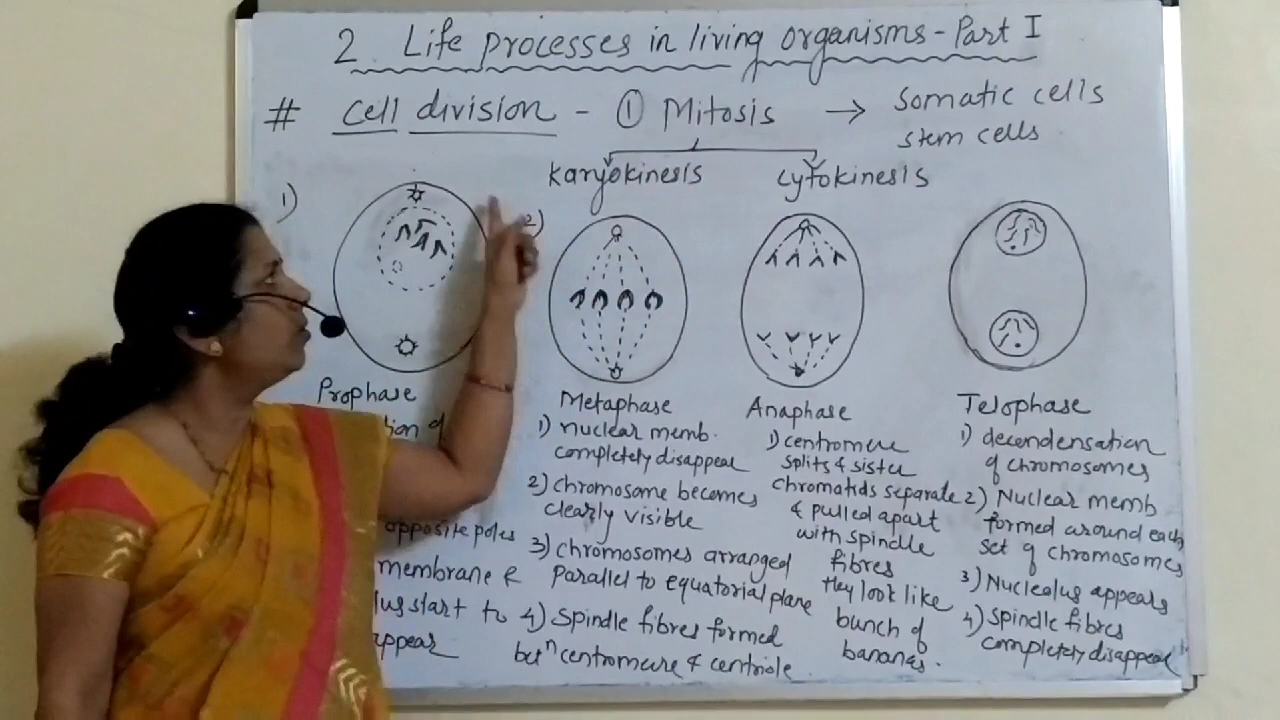 2. Life processes in living organisms - Part I
# Cell division - ① Mitosis → Somatic cells
stem cells
Karyokinesis
Cytokinesis
1)
2)
Prophase
tion of
opposite poles
membrane &
lus start to
appear
Metaphase
1) nuclear memb.
completely disappear
2) chromosome becomes
clearly visible
3) chromosomes arranged
Parallel to equatorial plane
4) Spindle fibres formed
betⁿ centromere & centriole.
Anaphase
1) centromere
splits & sister
chromatids separate
& pulled apart
with spindle
fibres
they look like
bunch of
bananas.
Telophase
1) decondensation
of chromosomes
2) Nuclear memb
formed around each
set of chromosomes
3) Nucleolus appears
4) Spindle fibres
completely disappear